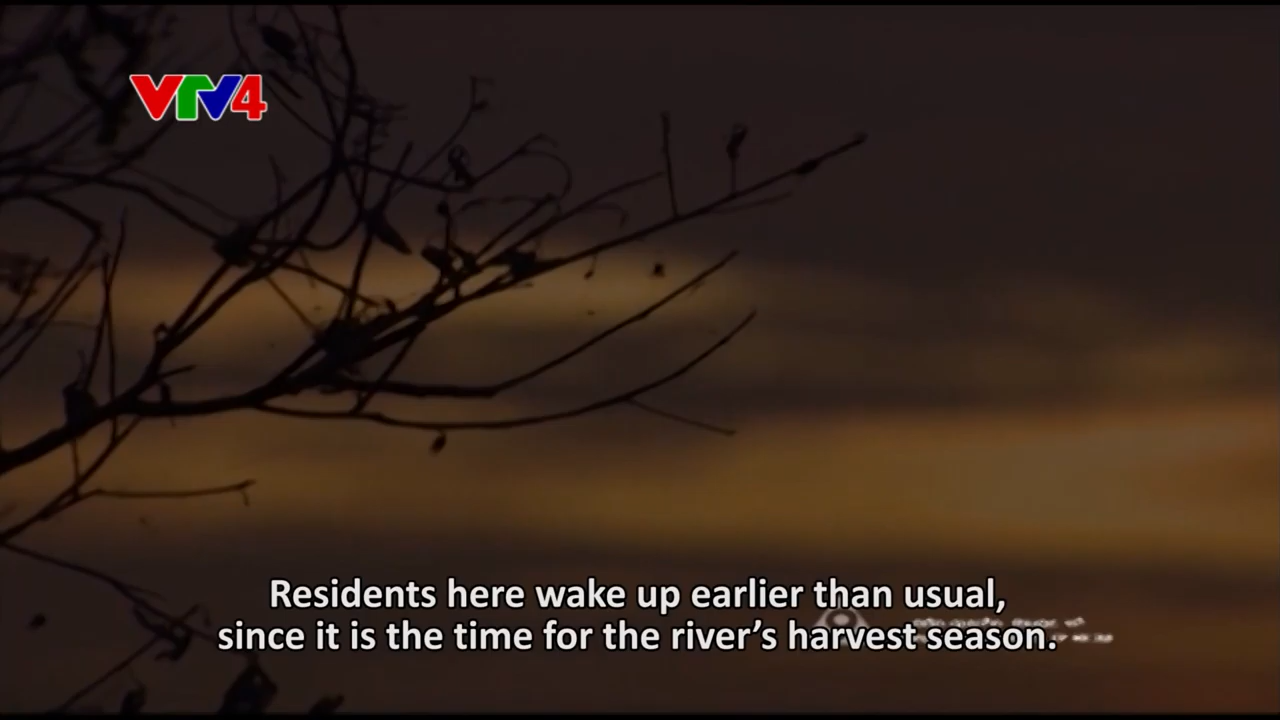 VTV4
Residents here wake up earlier than usual,
since it is the time for the river’s harvest season.